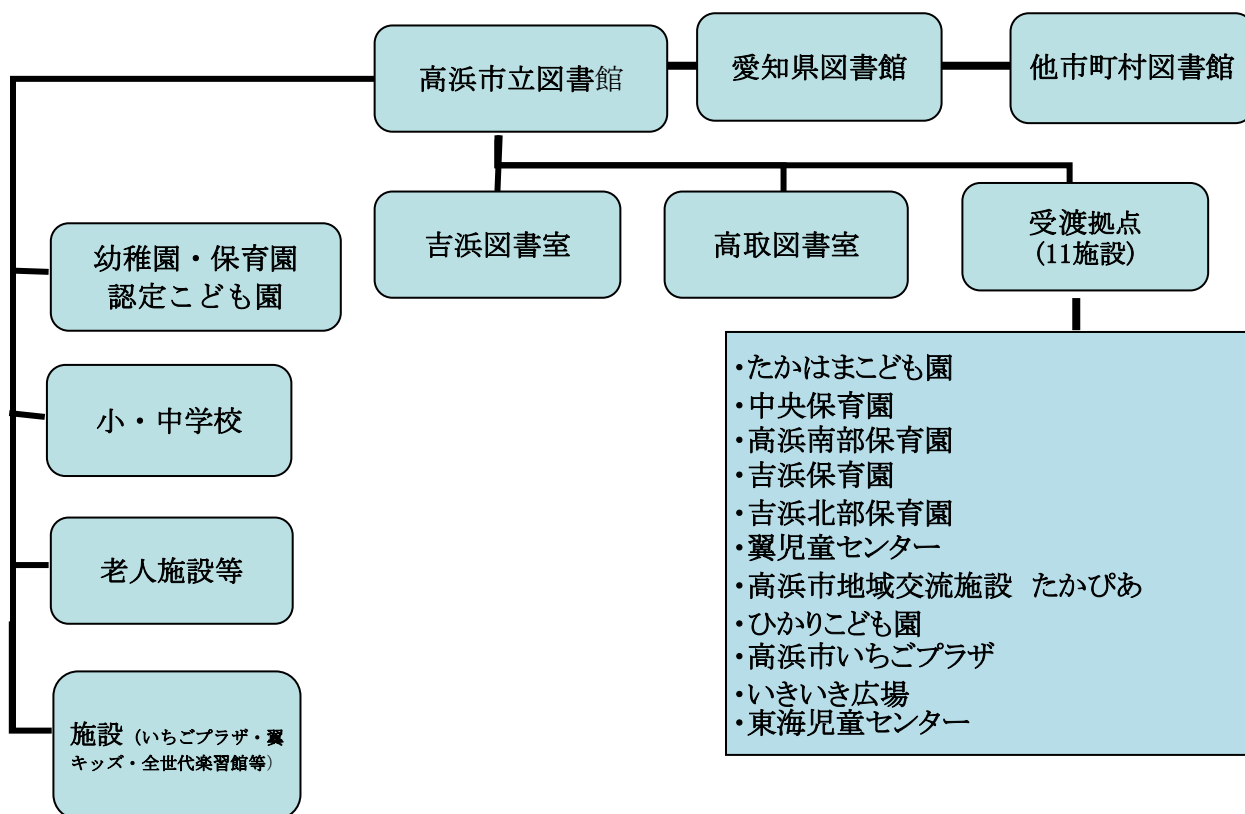 高浜市立図書館
愛知県図書館
他市町村図書館
吉浜図書室
高取図書室
受渡拠点
(11施設)
幼稚園・保育園
認定こども園
小・中学校
老人施設等
施設(いちごプラザ・翼
キッズ・全世代楽習館等)
・たかはまこども園
・中央保育園
・高浜南部保育園
・吉浜保育園
・吉浜北部保育園
・翼児童センター
・高浜市地域交流施設　たかぴあ
・ひかりこども園
・高浜市いちごプラザ
・いきいき広場
・東海児童センター